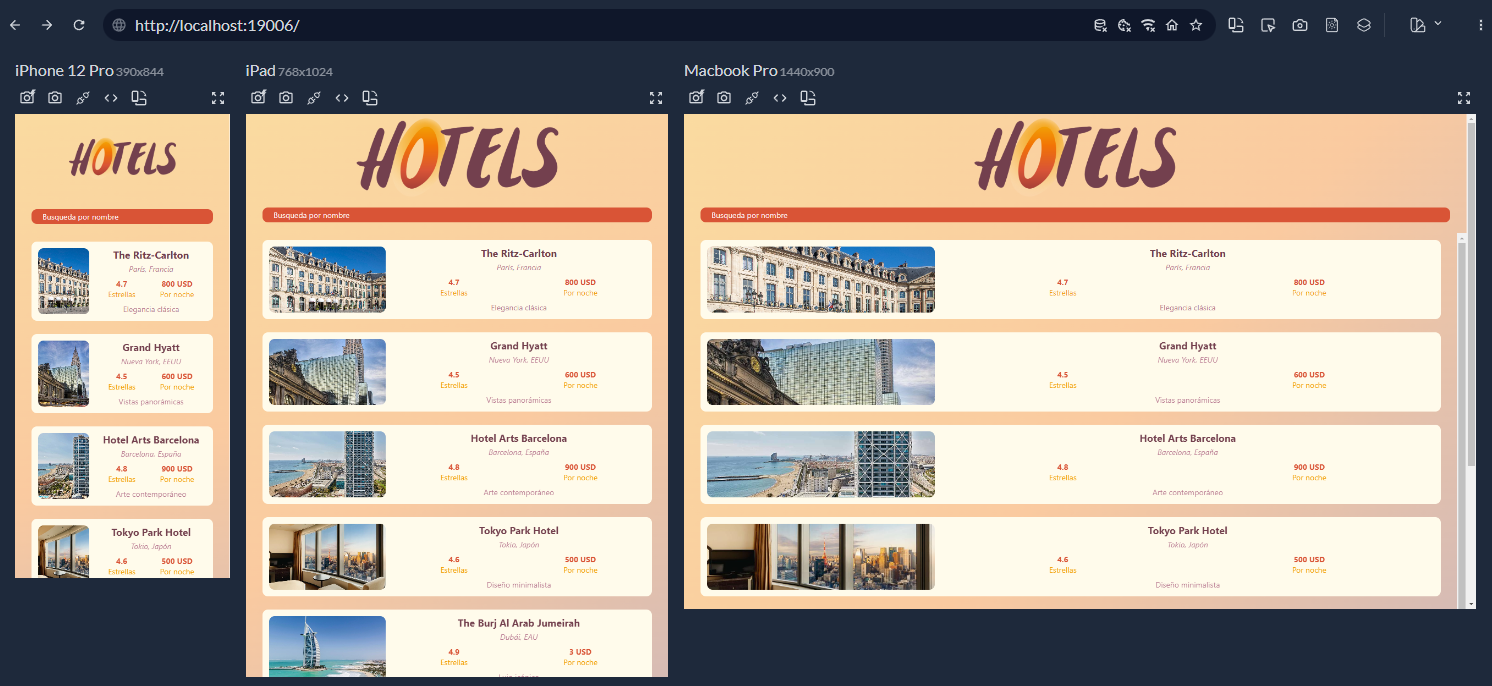 http://localhost:19006/
iPhone 12 Pro 390x844
HOTELS
Busqueda por nombre
The Ritz-Carlton
París, Francia
4.7 800 USD
Estrellas Por noche
Elegancia clásica
Grand Hyatt
Nueva York, EEUU
4.5 600 USD
Estrellas Por noche
Vistas panorámicas
Hotel Arts Barcelona
Barcelona, España
4.8 900 USD
Estrellas Por noche
Arte contemporáneo
Tokyo Park Hotel
Tokio, Japón
4.6 500 USD
Estrellas Por noche
iPad 768x1024
HOTELS
Busqueda por nombre
The Ritz-Carlton
París, Francia
4.7 800 USD
Estrellas Por noche
Elegancia clásica
Grand Hyatt
Nueva York, EEUU
4.5 600 USD
Estrellas Por noche
Vistas panorámicas
Hotel Arts Barcelona
Barcelona, España
4.8 900 USD
Estrellas Por noche
Arte contemporáneo
Tokyo Park Hotel
Tokio, Japón
4.6 500 USD
Estrellas Por noche
Diseño minimalista
The Burj Al Arab Jumeirah
Dubái, EAU
4.9 3 USD
Estrellas Por noche
Macbook Pro 1440x900
HOTELS
Busqueda por nombre
The Ritz-Carlton
París, Francia
4.7 800 USD
Estrellas Por noche
Elegancia clásica
Grand Hyatt
Nueva York, EEUU
4.5 600 USD
Estrellas Por noche
Vistas panorámicas
Hotel Arts Barcelona
Barcelona, España
4.8 900 USD
Estrellas Por noche
Arte contemporáneo
Tokyo Park Hotel
Tokio, Japón
4.6 500 USD
Estrellas Por noche
Diseño minimalista